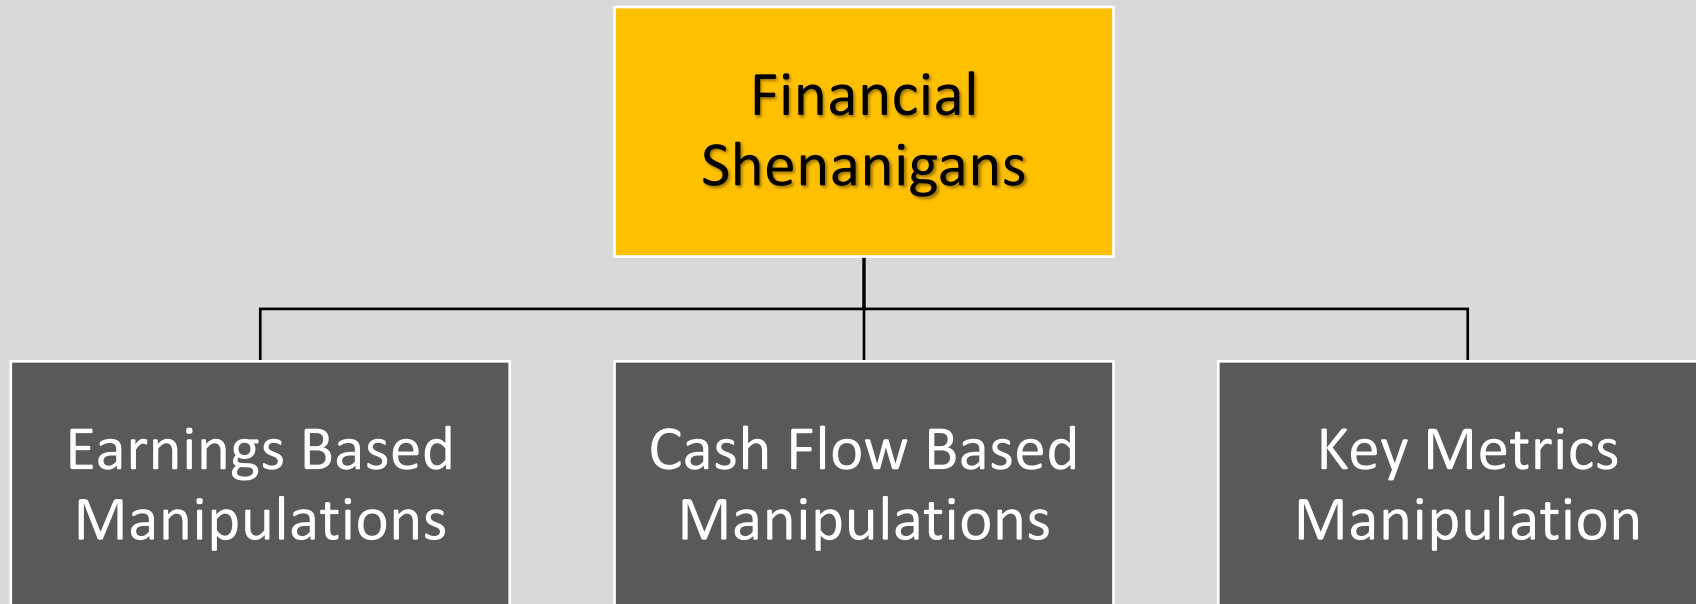 Financial
Shenanigans
Earnings Based
Manipulations
Cash Flow Based
Manipulations
Key Metrics
Manipulation